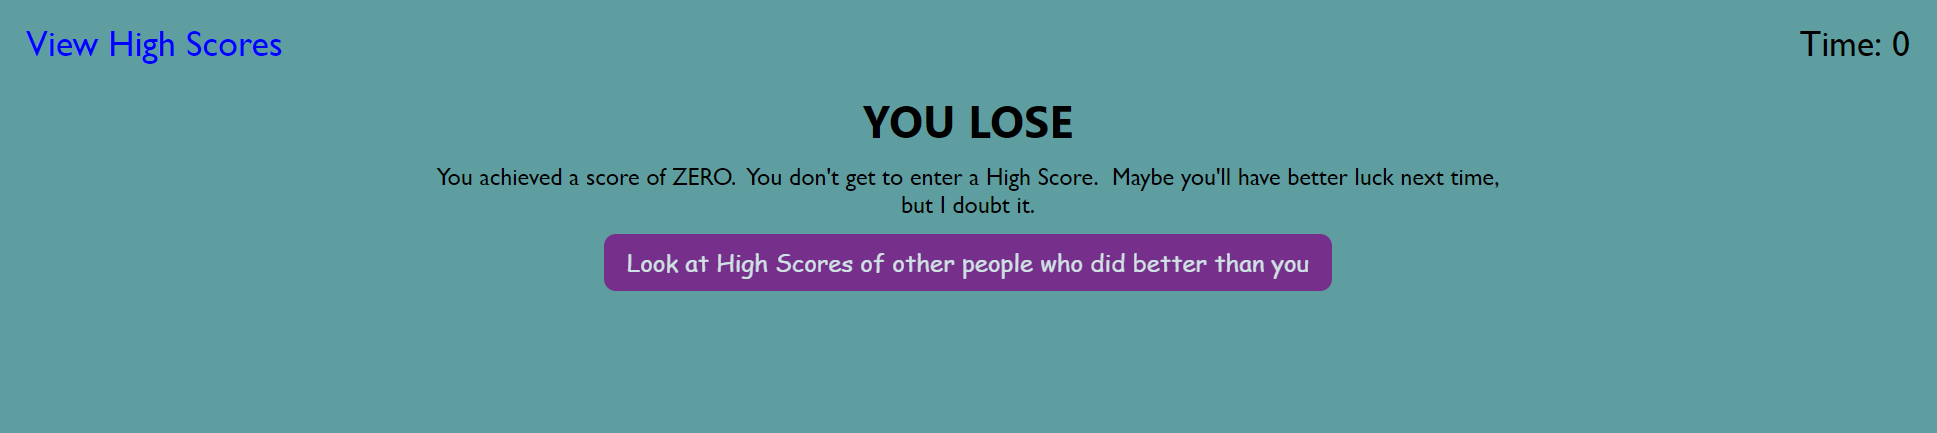 View High Scores
Time: 0
YOU LOSE
You achieved a score of ZERO.  You don't get to enter a High Score.  Maybe you'll have better luck next time,
but I doubt it.
Look at High Scores of other people who did better than you